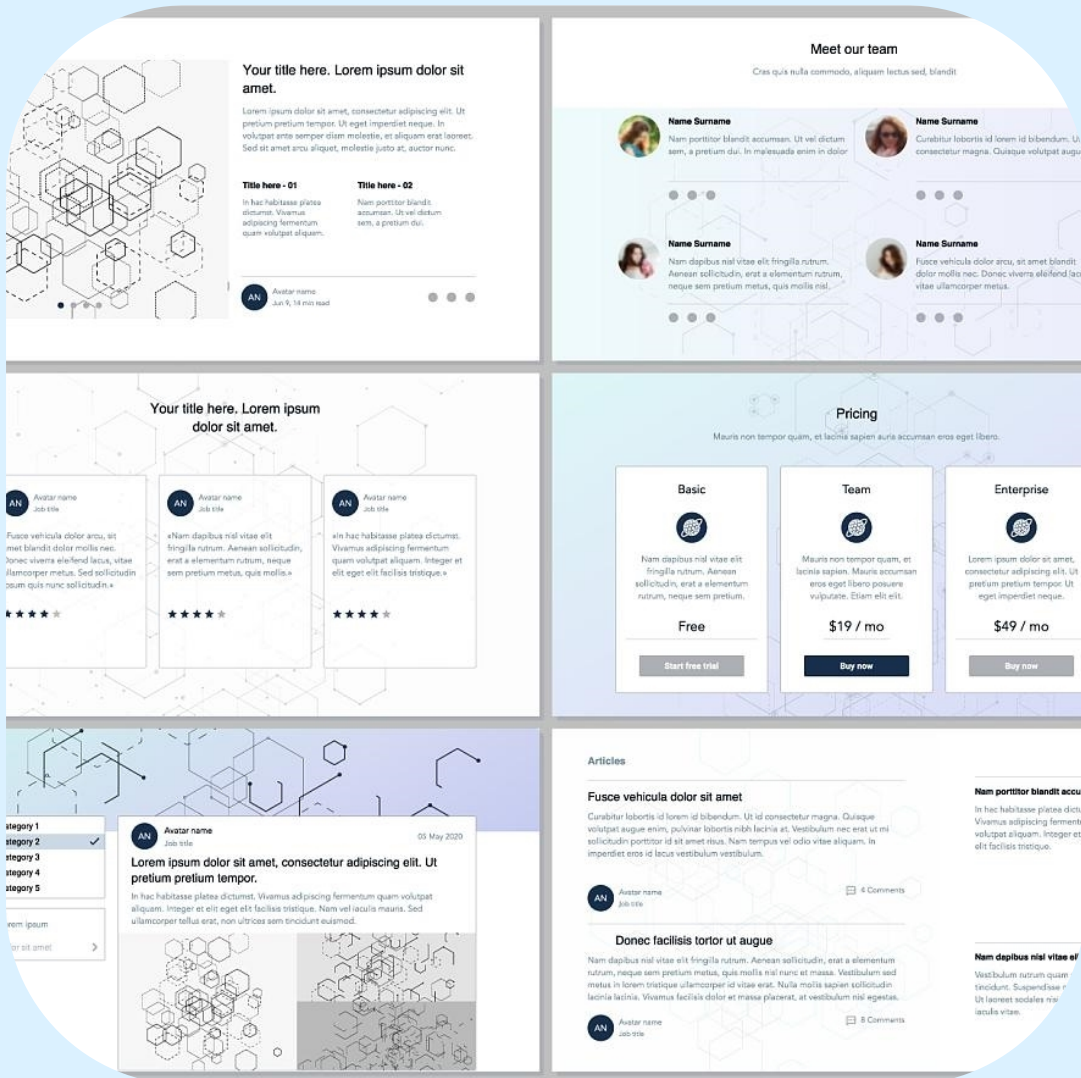 Your title here. Lorem ipsum dolor sit
amet.
Lorem ipsum dolor sit amet, consectetur adipiscing elit. Ut
pretium pretium tempor. Ut eget imperdiet neque. In
volutpat ante semper diam molestie, et aliquam erat laoreet.
Sed sit amet arcu aliquet, molestie justo at, auctor nunc.
Title here - 01
In hac habitasse platea
dictumst. Vivamus
adipiscing fermentum
quam volutpat aliquam.
Title here - 02
Nam porttitor blandit
accumsan. Ut vel dictum
sem, a pretium dui.
AN
Avatar name
Jun 9, 14 min read
Meet our team
Cras quis nulla commodo, aliquam lectus sed, blandit
Name Surname
Nam porttitor blandit accumsan. Ut vel dictum
sem, a pretium dui. In malesuada enim in dolor
Name Surname
Curabitur lobortis id lorem id bibendum. Ut
consectetur magna. Quisque volutpat augu
Name Surname
Nam dapibus nisl vitae elit fringilla rutrum.
Aenean sollicitudin, erat a elementum rutrum,
neque sem pretium metus, quis mollis nisl.
Name Surname
Fusce vehicula dolor arcu, sit amet blandit
dolor mollis nec. Donec viverra eleifend lac
vitae ullamcorper metus.
Your title here. Lorem ipsum
dolor sit amet.
AN
Avatar name
Job title
Fusce vehicula dolor arcu, sit
met blandit dolor mollis nec.
Donec viverra eleifend lacus, vitae
llamcorper metus. Sed sollicitudin
psum quis nunc sollicitudin.»
AN
Avatar name
Job title
«Nam dapibus nisl vitae elit
fringilla rutrum. Aenean sollicitudin,
erat a elementum rutrum, neque
sem pretium metus, quis mollis.»
AN
Avatar name
Job title
«In hac habitasse platea dictumst.
Vivamus adipiscing fermentum
quam volutpat aliquam. Integer et
elit eget elit facilisis tristique.»
Pricing
Mauris non tempor quam, et lacinia sapien auris accumsan eros eget libero.
Basic
Nam dapibus nisl vitae elit
fringilla rutrum. Aenean
sollicitudin, erat a elementum
rutrum, neque sem pretium.
Free
Start free trial
Team
Mauris non tempor quam, et
lacinia sapien. Mauris accumsan
eros eget libero posuere
vulputate. Etiam elit elit.
$19 / mo
Buy now
Enterprise
Lorem ipsum dolor sit amet,
consectetur adipiscing elit. Ut
pretium pretium tempor. Ut
eget imperdiet neque.
$49 / mo
Buy now
ategory 1
ategory 2
ategory 3
ategory 4
ategory 5
rem ipsum
or sit amet
AN
Avatar name
Job title
05 May 2020
Lorem ipsum dolor sit amet, consectetur adipiscing elit. Ut
pretium pretium tempor.
In hac habitasse platea dictumst. Vivamus adipiscing fermentum quam volutpat
aliquam. Integer et elit eget elit facilisis tristique. Nam vel iaculis mauris. Sed
ullamcorper tellus erat, non ultrices sem tincidunt euismod.
Articles
Fusce vehicula dolor sit amet
Curabitur lobortis id lorem id bibendum. Ut id consectetur magna. Quisque
volutpat augue enim, pulvinar lobortis nibh lacinia at. Vestibulum nec erat ut mi
sollicitudin porttitor id sit amet risus. Nam tempus vel odio vitae aliquam. In
imperdiet eros id lacus vestibulum vestibulum.
AN
Avatar name
Job title
4 Comments
Donec facilisis tortor ut augue
Nam dapibus nisl vitae elit fringilla rutrum. Aenean sollicitudin, erat a elementum
rutrum, neque sem pretium metus, quis mollis nisl nunc et massa. Vestibulum sed
metus in lorem tristique ullamcorper id vitae erat. Nulla mollis sapien sollicitudin
lacinia lacinia. Vivamus facilisis dolor et massa placerat, at vestibulum nisl egestas.
AN
Avatar name
Job title
8 Comments
Nam porttitor blandit accu
In hac habitasse platea dictu
Vivamus adipiscing fermentu
volutpat aliquam. Integer et
elit facilisis tristique.
Nam dapibus nisl vitae eli
Vestibulum rutrum quam
tincidunt. Suspendisse
Ut laoreet sodales nisi
iaculis vitae.